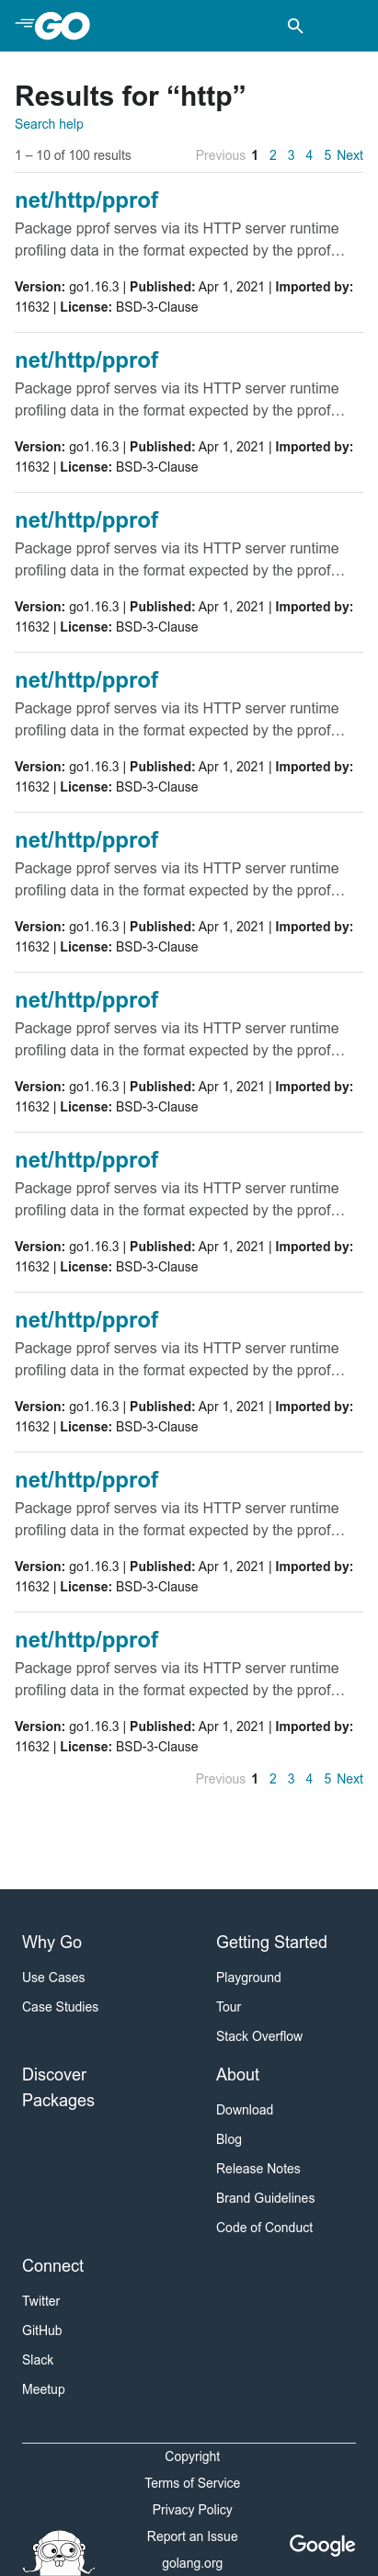 GO
Results for “http”
Search help
1 – 10 of 100 results Previous 1 2 3 4 5 Next
net/http/pprof
Package pprof serves via its HTTP server runtime
profiling data in the format expected by the pprof…
Version: go1.16.3 | Published: Apr 1, 2021 | Imported by:
11632 | License: BSD-3-Clause
net/http/pprof
Package pprof serves via its HTTP server runtime
profiling data in the format expected by the pprof…
Version: go1.16.3 | Published: Apr 1, 2021 | Imported by:
11632 | License: BSD-3-Clause
net/http/pprof
Package pprof serves via its HTTP server runtime
profiling data in the format expected by the pprof…
Version: go1.16.3 | Published: Apr 1, 2021 | Imported by:
11632 | License: BSD-3-Clause
net/http/pprof
Package pprof serves via its HTTP server runtime
profiling data in the format expected by the pprof…
Version: go1.16.3 | Published: Apr 1, 2021 | Imported by:
11632 | License: BSD-3-Clause
net/http/pprof
Package pprof serves via its HTTP server runtime
profiling data in the format expected by the pprof…
Version: go1.16.3 | Published: Apr 1, 2021 | Imported by:
11632 | License: BSD-3-Clause
net/http/pprof
Package pprof serves via its HTTP server runtime
profiling data in the format expected by the pprof…
Version: go1.16.3 | Published: Apr 1, 2021 | Imported by:
11632 | License: BSD-3-Clause
net/http/pprof
Package pprof serves via its HTTP server runtime
profiling data in the format expected by the pprof…
Version: go1.16.3 | Published: Apr 1, 2021 | Imported by:
11632 | License: BSD-3-Clause
net/http/pprof
Package pprof serves via its HTTP server runtime
profiling data in the format expected by the pprof…
Version: go1.16.3 | Published: Apr 1, 2021 | Imported by:
11632 | License: BSD-3-Clause
net/http/pprof
Package pprof serves via its HTTP server runtime
profiling data in the format expected by the pprof…
Version: go1.16.3 | Published: Apr 1, 2021 | Imported by:
11632 | License: BSD-3-Clause
net/http/pprof
Package pprof serves via its HTTP server runtime
profiling data in the format expected by the pprof…
Version: go1.16.3 | Published: Apr 1, 2021 | Imported by:
11632 | License: BSD-3-Clause
Previous 1 2 3 4 5 Next
Why Go
Use Cases
Case Studies
Getting Started
Playground
Tour
Stack Overflow
Discover
Packages
About
Download
Blog
Release Notes
Brand Guidelines
Code of Conduct
Connect
Twitter
GitHub
Slack
Meetup
Copyright
Terms of Service
Privacy Policy
Report an Issue
golang.org
Google